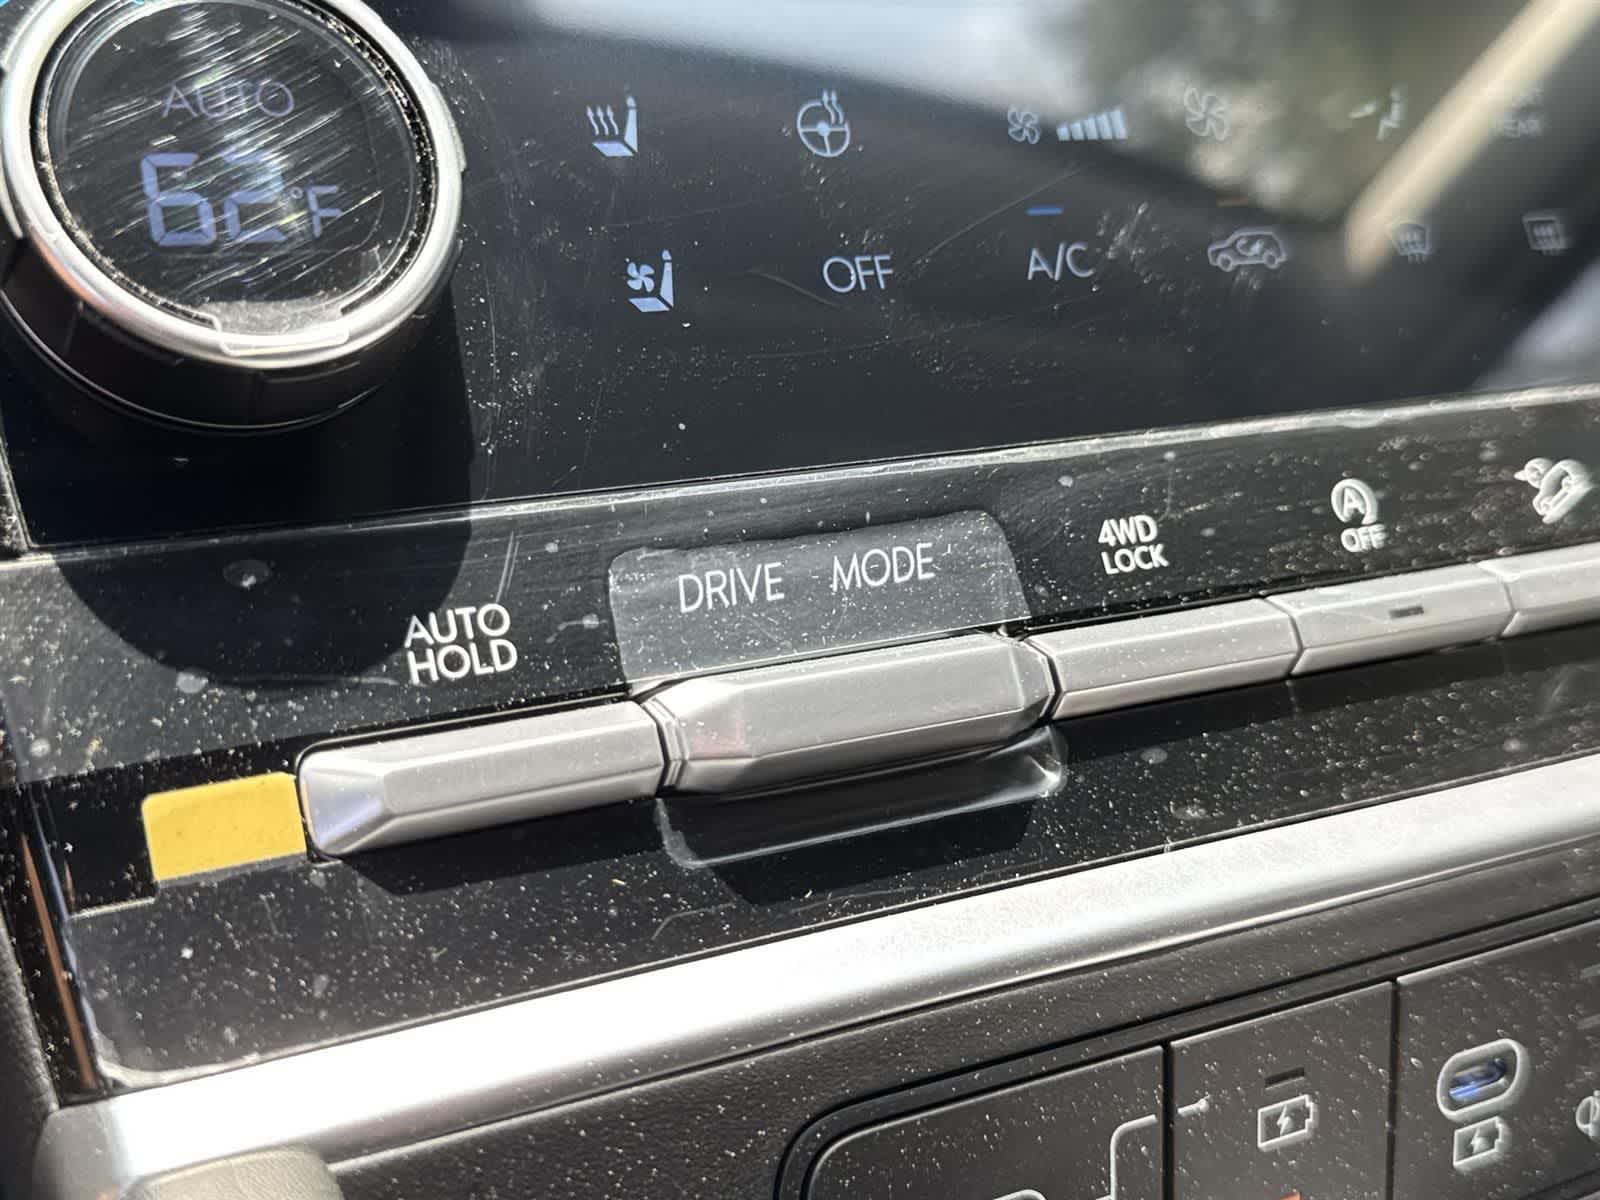 AUTO
62°F
OFF
A/C
AUTO
HOLD
DRIVE MODE
4WD
LOCK
A
OFF